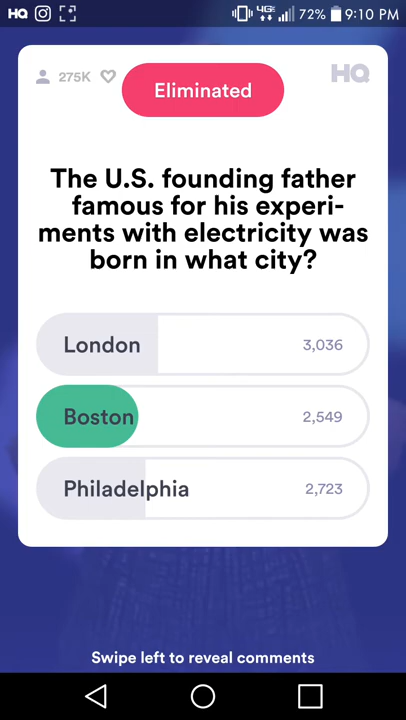 HQ 4GE 72% 9:10 PM
275K Eliminated HQ
The U.S. founding father
famous for his experi-
ments with electricity was
born in what city?
London 3,036
Boston 2,549
Philadelphia 2,723
Swipe left to reveal comments